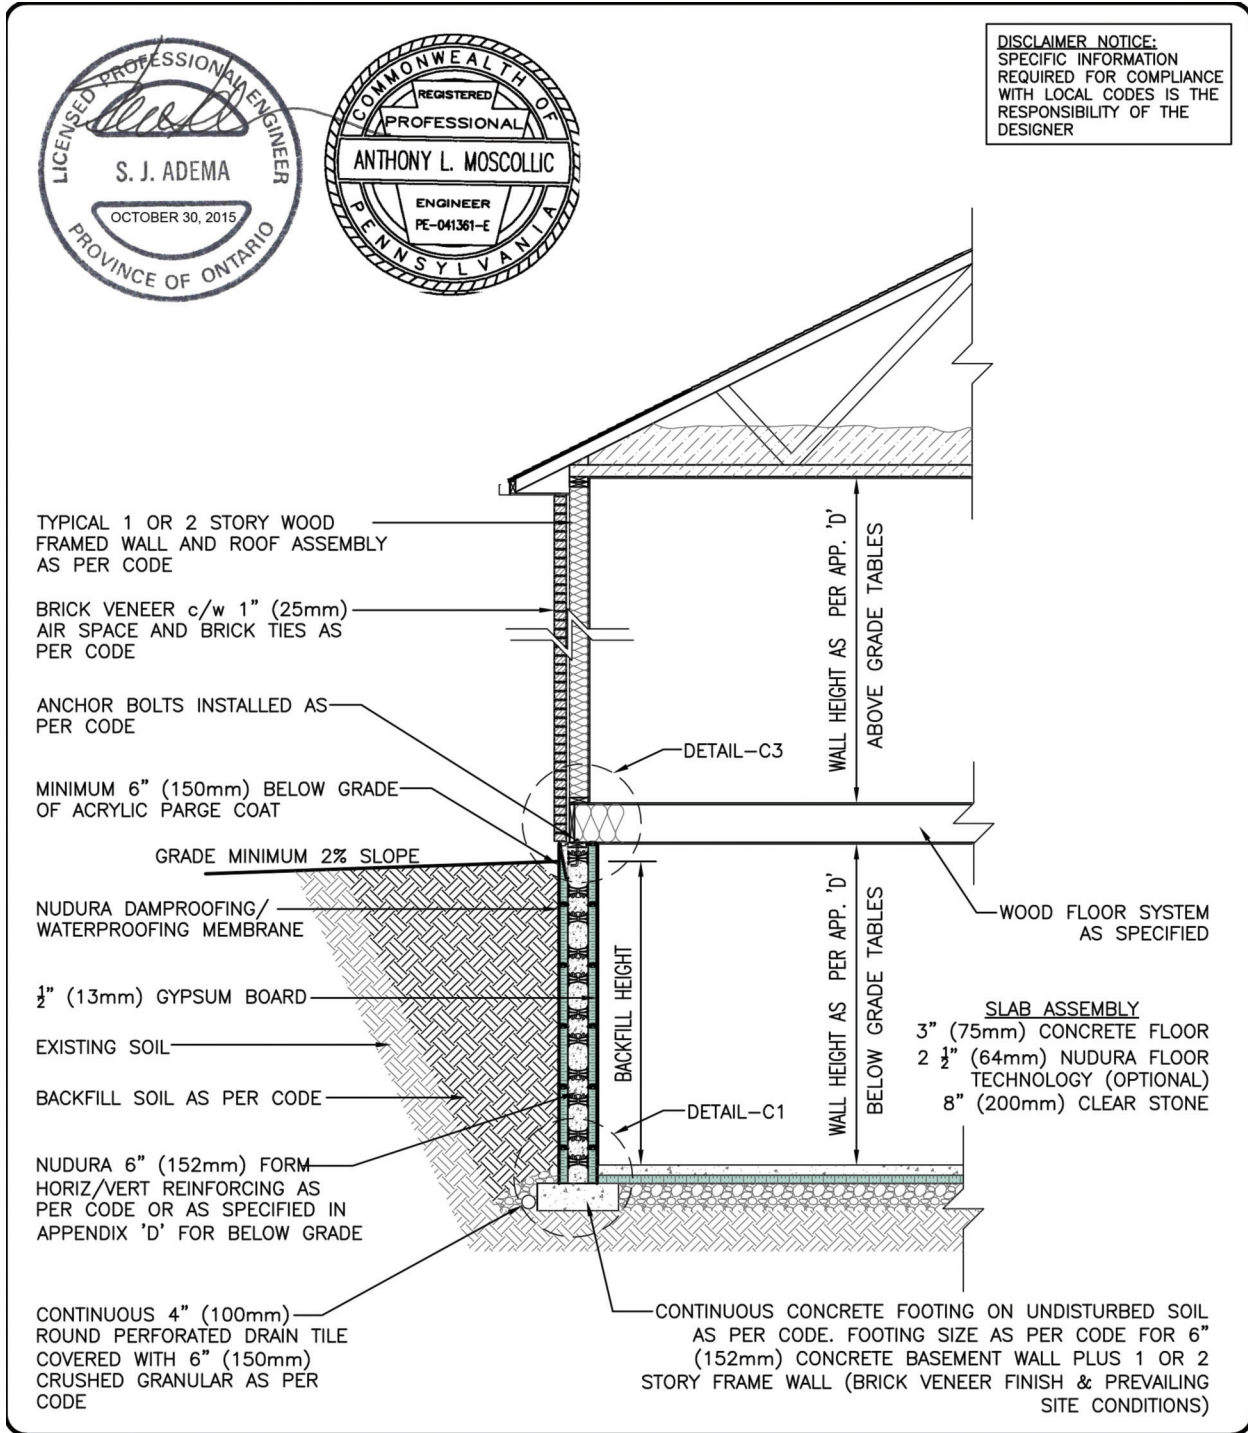 LICENSED PROFESSIONAL ENGINEER
S. J. ADEMA
OCTOBER 30, 2015
PROVINCE OF ONTARIO
COMMONWEALTH OF
REGISTERED
PROFESSIONAL
ANTHONY L. MOSCOLLIC
ENGINEER
PE-041361-E
PENNSYLVANIA
DISCLAIMER NOTICE:
SPECIFIC INFORMATION
REQUIRED FOR COMPLIANCE
WITH LOCAL CODES IS THE
RESPONSIBILITY OF THE
DESIGNER
TYPICAL 1 OR 2 STORY WOOD
FRAMED WALL AND ROOF ASSEMBLY
AS PER CODE
BRICK VENEER c/w 1" (25mm)
AIR SPACE AND BRICK TIES AS
PER CODE
ANCHOR BOLTS INSTALLED AS
PER CODE
MINIMUM 6" (150mm) BELOW GRADE
OF ACRYLIC PARGE COAT
GRADE MINIMUM 2% SLOPE
NUDURA DAMPROOFING/
WATERPROOFING MEMBRANE
½" (13mm) GYPSUM BOARD
EXISTING SOIL
BACKFILL SOIL AS PER CODE
NUDURA 6" (152mm) FORM
HORIZ/VERT REINFORCING AS
PER CODE OR AS SPECIFIED IN
APPENDIX 'D' FOR BELOW GRADE
CONTINUOUS 4" (100mm)
ROUND PERFORATED DRAIN TILE
COVERED WITH 6" (150mm)
CRUSHED GRANULAR AS PER
CODE
WALL HEIGHT AS PER APP. 'D'
ABOVE GRADE TABLES
DETAIL-C3
WOOD FLOOR SYSTEM
AS SPECIFIED
BACKFILL HEIGHT
WALL HEIGHT AS PER APP. 'D'
BELOW GRADE TABLES
SLAB ASSEMBLY
3" (75mm) CONCRETE FLOOR
2 ½" (64mm) NUDURA FLOOR
TECHNOLOGY (OPTIONAL)
8" (200mm) CLEAR STONE
DETAIL-C1
CONTINUOUS CONCRETE FOOTING ON UNDISTURBED SOIL
AS PER CODE. FOOTING SIZE AS PER CODE FOR 6"
(152mm) CONCRETE BASEMENT WALL PLUS 1 OR 2
STORY FRAME WALL (BRICK VENEER FINISH & PREVAILING
SITE CONDITIONS)